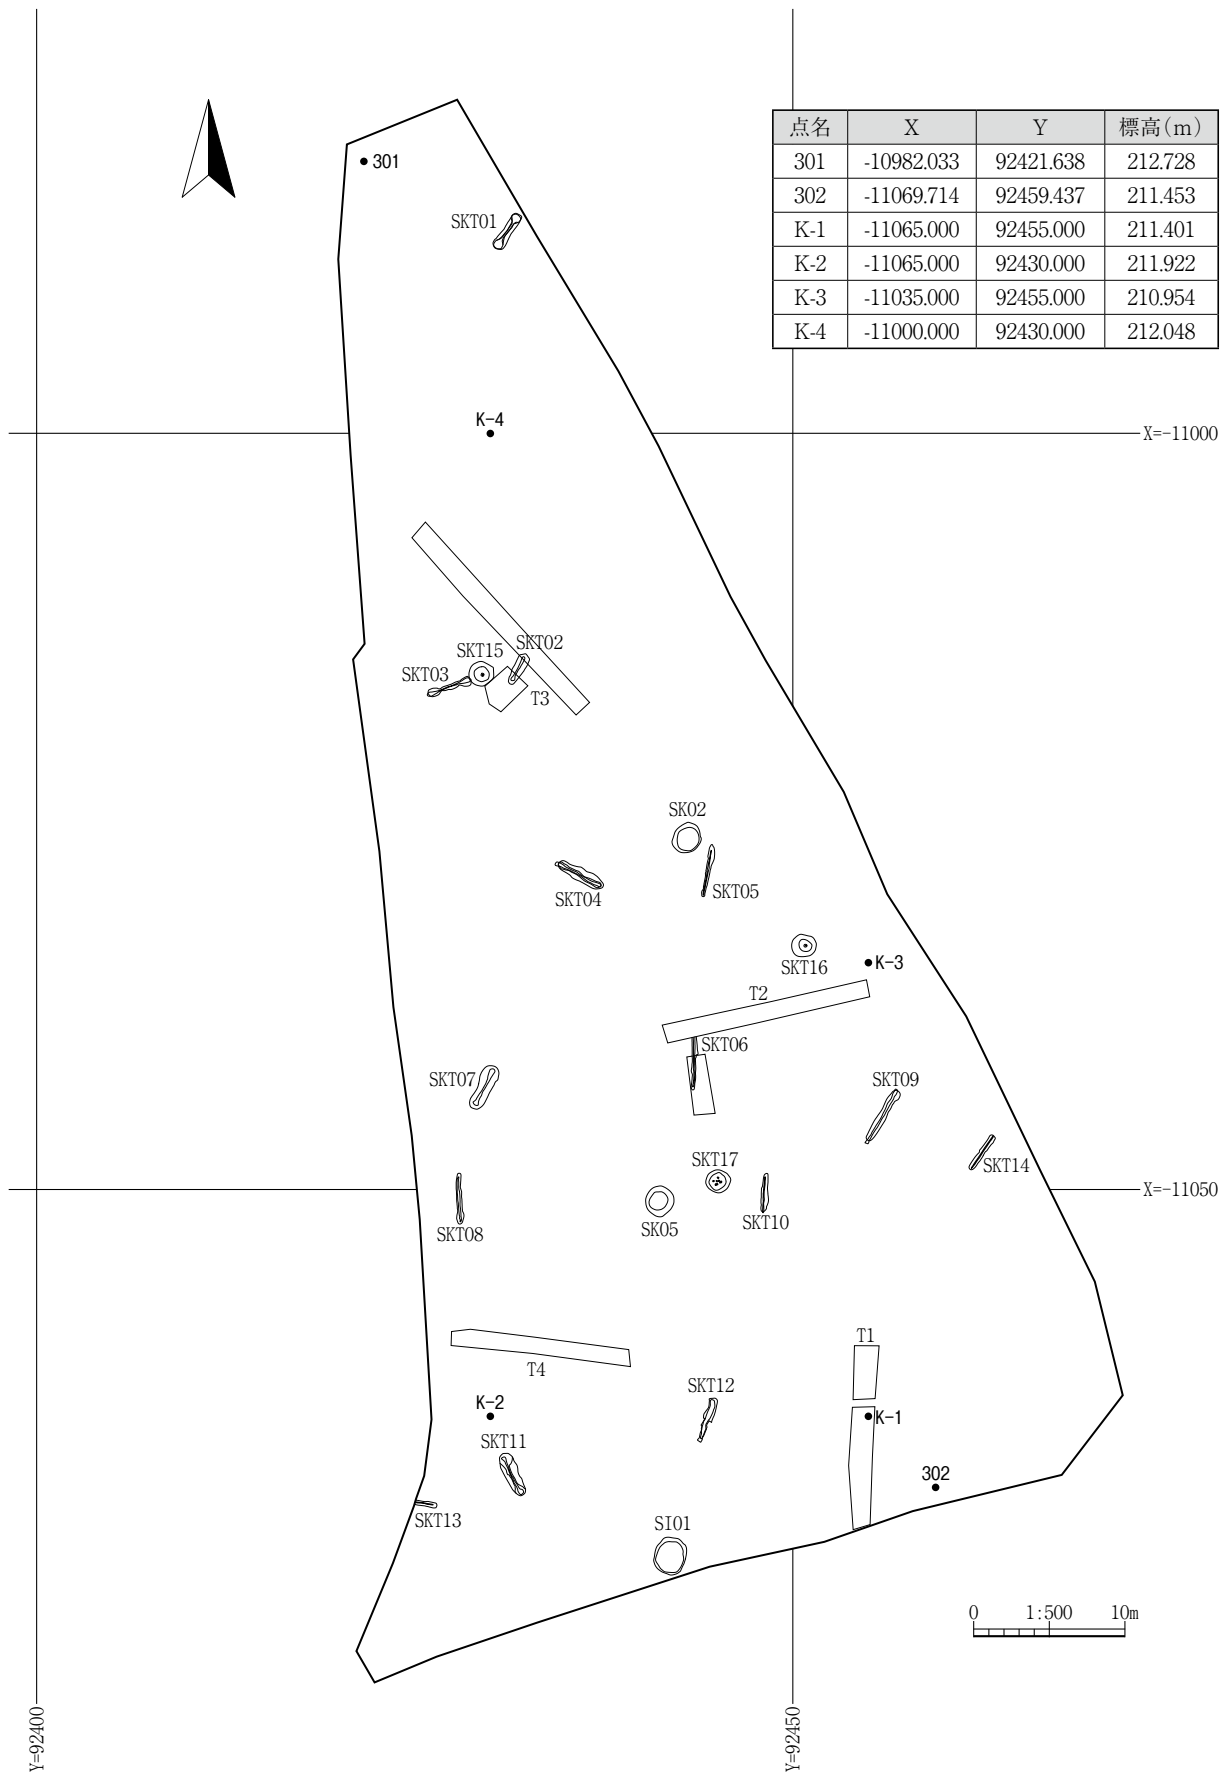 点名 X Y 標高(m)
301 -10982.033 92421.638 212.728
302 -11069.714 92459.437 211.453
K-1 -11065.000 92455.000 211.401
K-2 -11065.000 92430.000 211.922
K-3 -11035.000 92455.000 210.954
K-4 -11000.000 92430.000 212.048
301
SKT01
K-4
X=-11000
SKT02
SKT15
SKT03
T3
SK02
SKT04
SKT05
SKT16
K-3
T2
SKT06
SKT07
SKT09
SKT14
SKT17
X=-11050
SKT08
SK05
SKT10
T1
T4
SKT12
K-2
K-1
SKT11
302
SKT13
SI01
0 1:500 10m
Y=92400
Y=92450